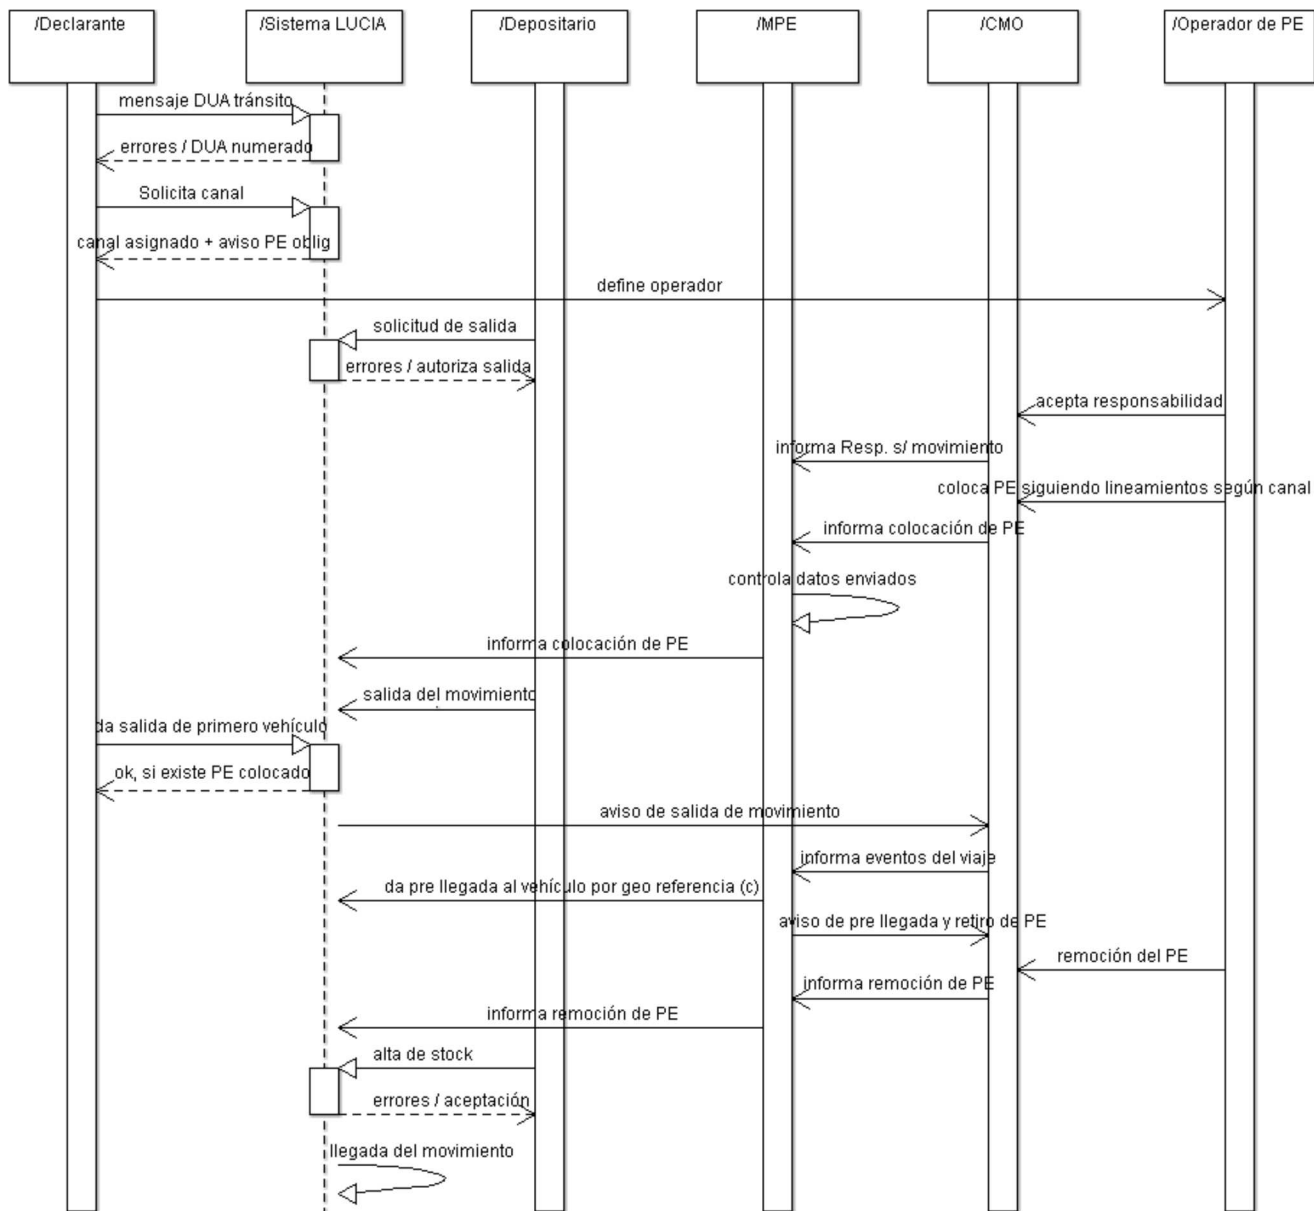 /Declarante
/Sistema LUCIA
/Depositario
/MPE
/CMO
/Operador de PE
mensaje DUA tránsito
errores / DUA numerado
Solicita canal
canal asignado + aviso PE oblig
define operador
solicitud de salida
errores / autoriza salida
acepta responsabilidad
informa Resp. s/ movimiento
coloca PE siguiendo lineamientos según canal
informa colocación de PE
controla datos enviados
informa colocación de PE
salida del movimiento
da salida de primero vehículo
ok, si existe PE colocado
aviso de salida de movimiento
informa eventos del viaje
da pre llegada al vehículo por geo referencia (c)
aviso de pre llegada y retiro de PE
remoción del PE
informa remoción de PE
informa remoción de PE
alta de stock
errores / aceptación
llegada del movimiento